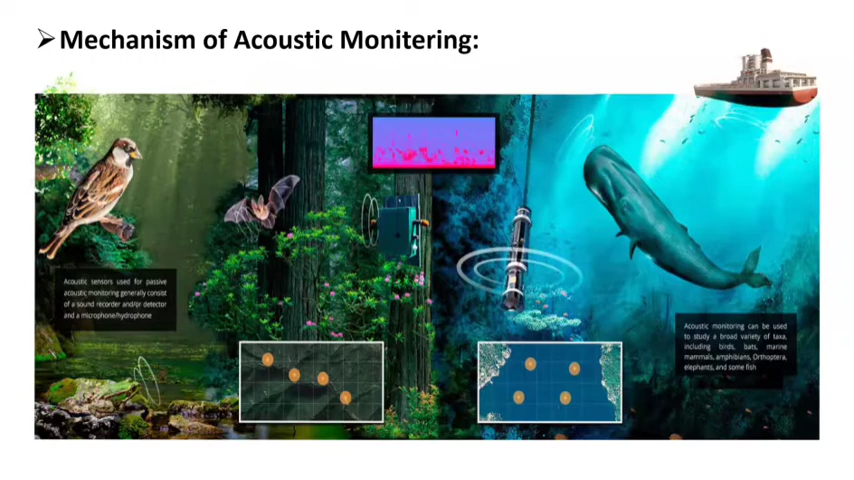 ➢Mechanism of Acoustic Monitering:
Acoustic sensors used for passive
acoustic monitoring generally consist
of a sound recorder and/or detector
and a microphone/hydrophone
Acoustic monitoring can be used
to study a broad variety of taxa,
including birds, bats, marine
mammals, amphibians, Orthoptera,
elephants, and some fish